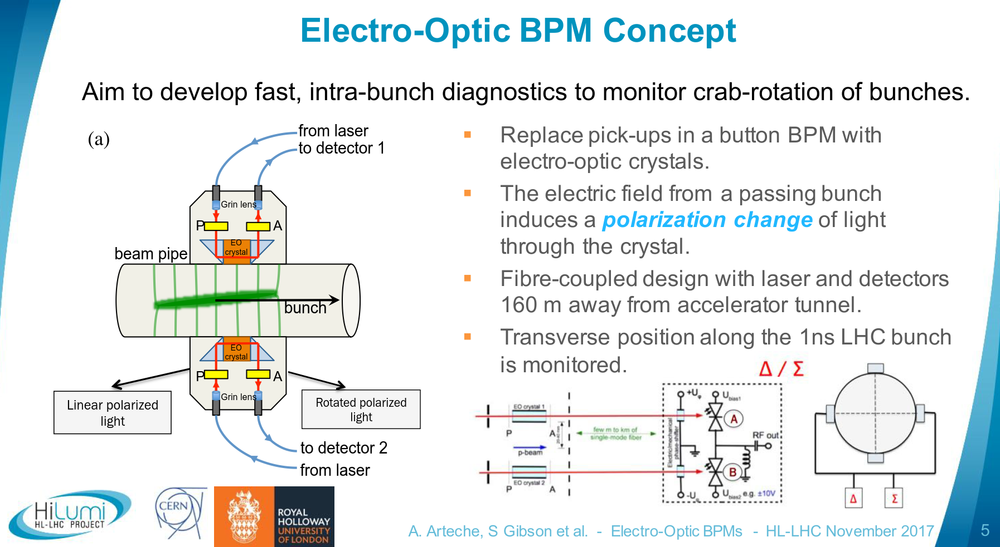 Electro-Optic BPM Concept
Aim to develop fast, intra-bunch diagnostics to monitor crab-rotation of bunches.
(a)
from laser
to detector 1
Grin lens
P
A
EO
crystal
beam pipe
bunch
EO
crystal
P
A
Grin lens
Linear polarized
light
Rotated polarized
light
to detector 2
from laser
▪ Replace pick-ups in a button BPM with
electro-optic crystals.
▪ The electric field from a passing bunch
induces a polarization change of light
through the crystal.
▪ Fibre-coupled design with laser and detectors
160 m away from accelerator tunnel.
▪ Transverse position along the 1ns LHC bunch
is monitored.
Δ / Σ
EO crystal 1
P
A
20-40 mm
p-beam
few m to km of
single-mode fiber
EO crystal 2
P
A
+Uφ
Ubias1
A
Electric/mechanical
phase-shifter
RF out
B
-Uφ
Ubias2 e.g. ±10V
Δ
Σ
HiLumi
HL-LHC PROJECT
CERN
ROYAL
HOLLOWAY
UNIVERSITY
OF LONDON
A. Arteche, S Gibson et al. - Electro-Optic BPMs - HL-LHC November 2017
5